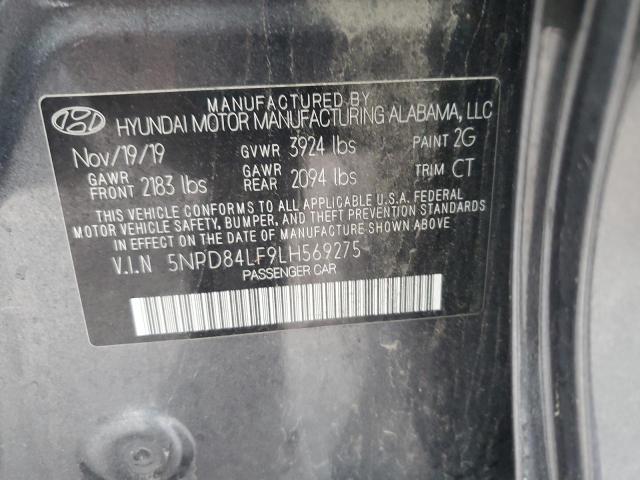 MANUFACTURED BY
HYUNDAI MOTOR MANUFACTURING ALABAMA, LLC
Nov/19/19 GVWR 3924 lbs PAINT 2G
GAWR FRONT 2183 lbs GAWR REAR 2094 lbs TRIM CT
THIS VEHICLE CONFORMS TO ALL APPLICABLE U.S.A. FEDERAL
MOTOR VEHICLE SAFETY, BUMPER, AND THEFT PREVENTION STANDARDS
IN EFFECT ON THE DATE OF MANUFACTURE SHOWN ABOVE.
V.I.N 5NPD84LF9LH569275
PASSENGER CAR